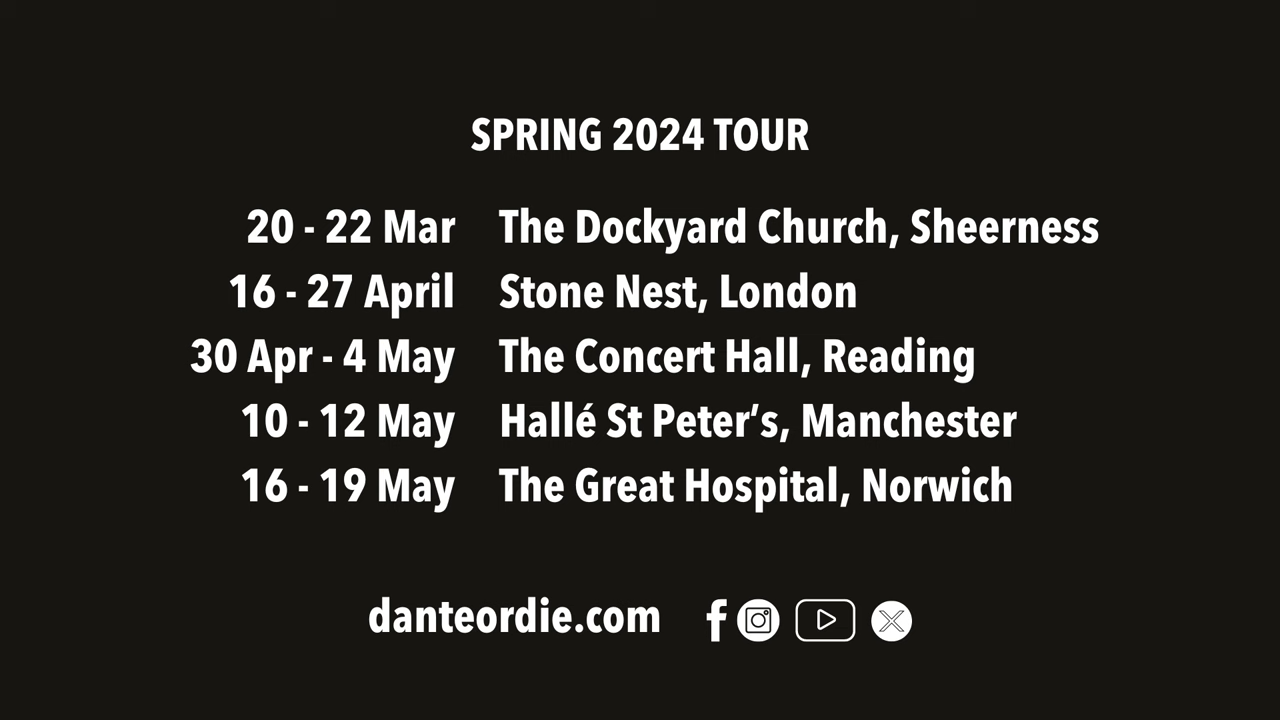 SPRING 2024 TOUR
20 - 22 Mar The Dockyard Church, Sheerness
16 - 27 April Stone Nest, London
30 Apr - 4 May The Concert Hall, Reading
10 - 12 May Hallé St Peter’s, Manchester
16 - 19 May The Great Hospital, Norwich
danteordie.com